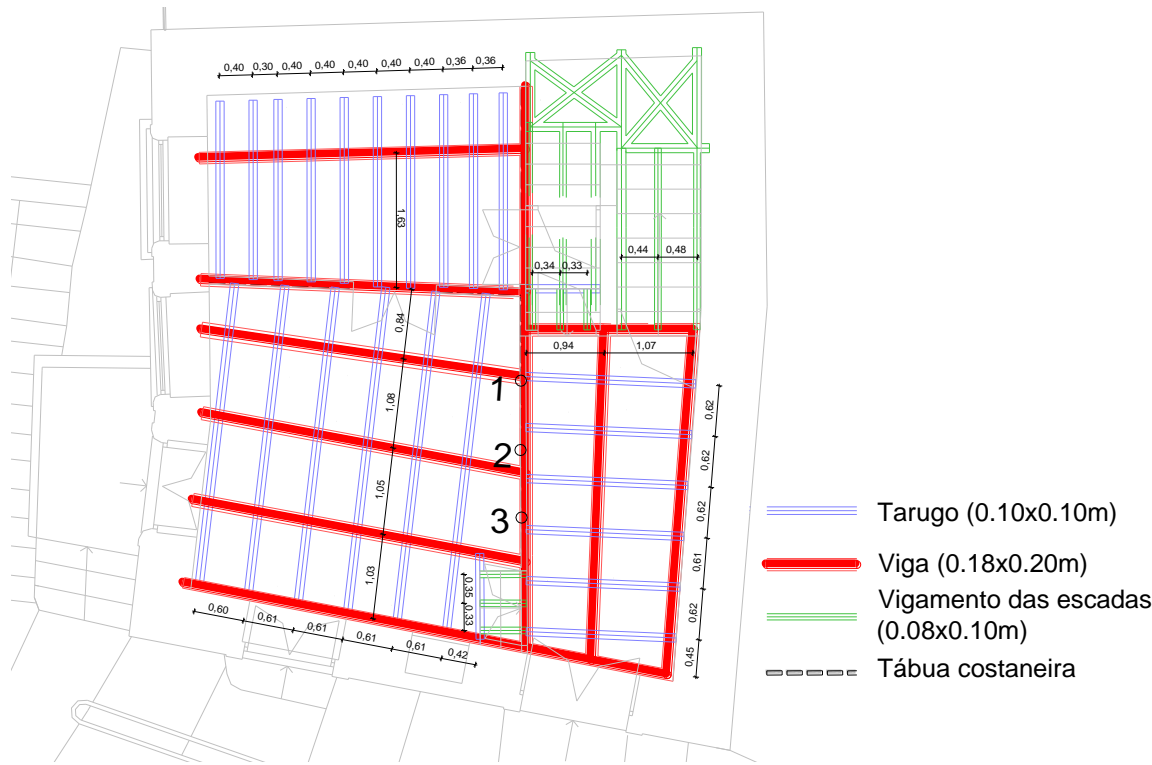 0,40 0,30 0,40 0,40 0,40 0,40 0,40 0,36 0,36
1,63
0,44 0,48
0,34 0,33
0,84
0,94 1,07
1
1,08
0,62
2
0,62
1,05
3
0,62
0,61
1,03
0,35
0,33
0,62
0,60 0,61 0,61 0,61 0,61 0,42
0,45
Tarugo (0.10x0.10m)
Viga (0.18x0.20m)
Vigamento das escadas
(0.08x0.10m)
Tábua costaneira